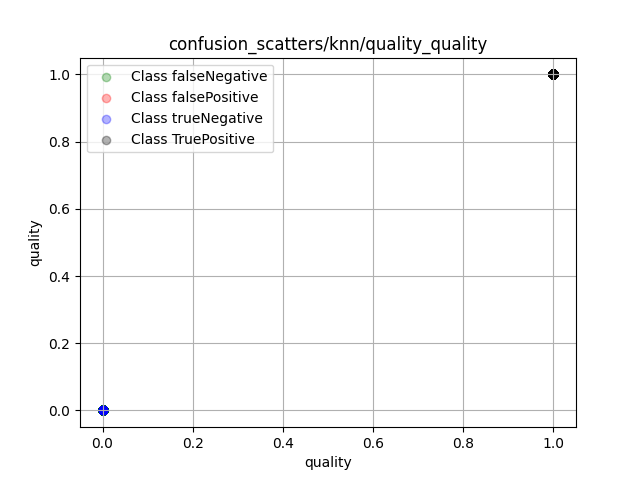 confusion_scatters/knn/quality_quality
Class falseNegative
Class falsePositive
Class trueNegative
Class TruePositive
1.0
0.8
0.6
0.4
0.2
0.0
quality
0.0 0.2 0.4 0.6 0.8 1.0
quality